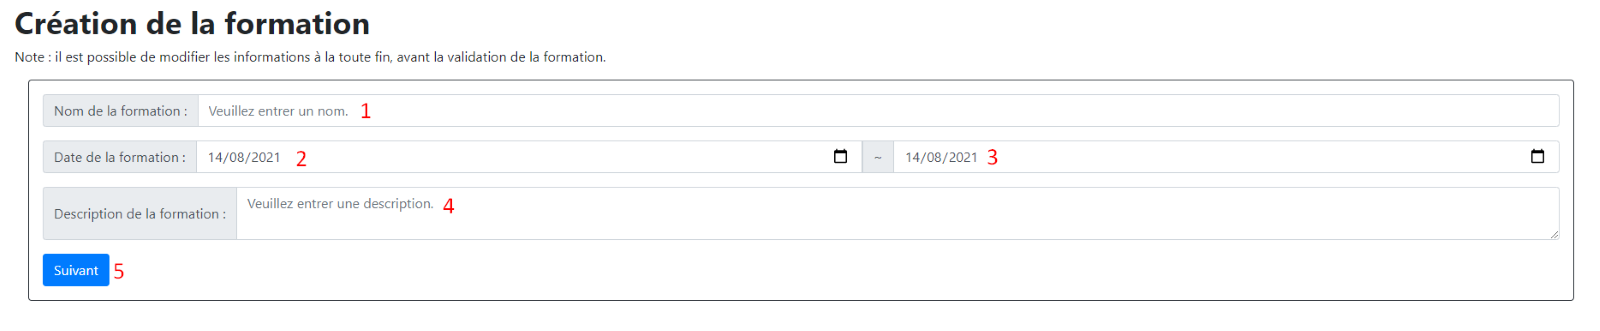 Création de la formation
Note : il est possible de modifier les informations à la toute fin, avant la validation de la formation.
Nom de la formation : Veuillez entrer un nom. 1
Date de la formation : 14/08/2021 2 ~ 14/08/2021 3
Description de la formation : Veuillez entrer une description. 4
Suivant 5